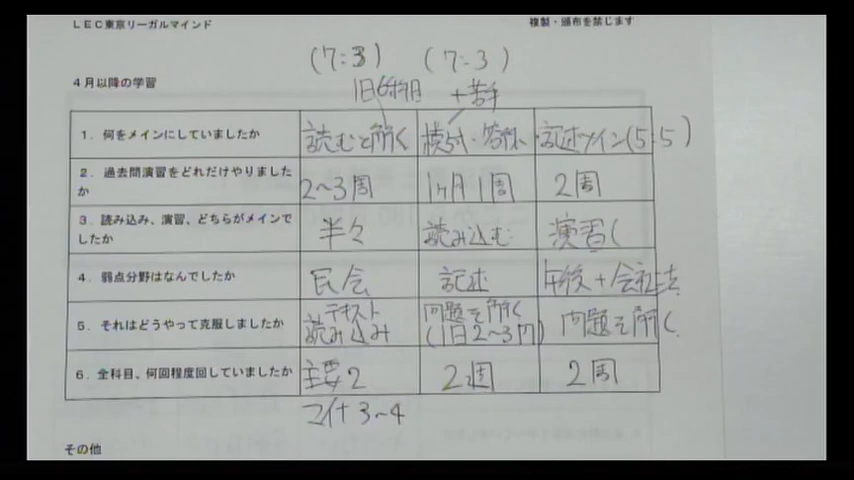 LEC東京リーガルマインド
複製・頒布を禁じます
(7:3) (7:3)
4月以降の学習
1日6科目 +苦手
1．何をメインにしていましたか 読むと解く 模試・答練 記述メイン(5:5)
2．過去問演習をどれだけやりましたか 2～3周 1ヶ月1周 2周
3．読み込み、演習、どちらがメインでしたか 半々 読み込む 演習
4．弱点分野はなんでしたか 民会 記述 午後+会社法
5．それはどうやって克服しましたか テキスト読み込み 問題を解く(1日2～3問) 問題を解く
6．全科目、何回程度回していましたか 主要2 2週 2周
マイナ3～4
その他